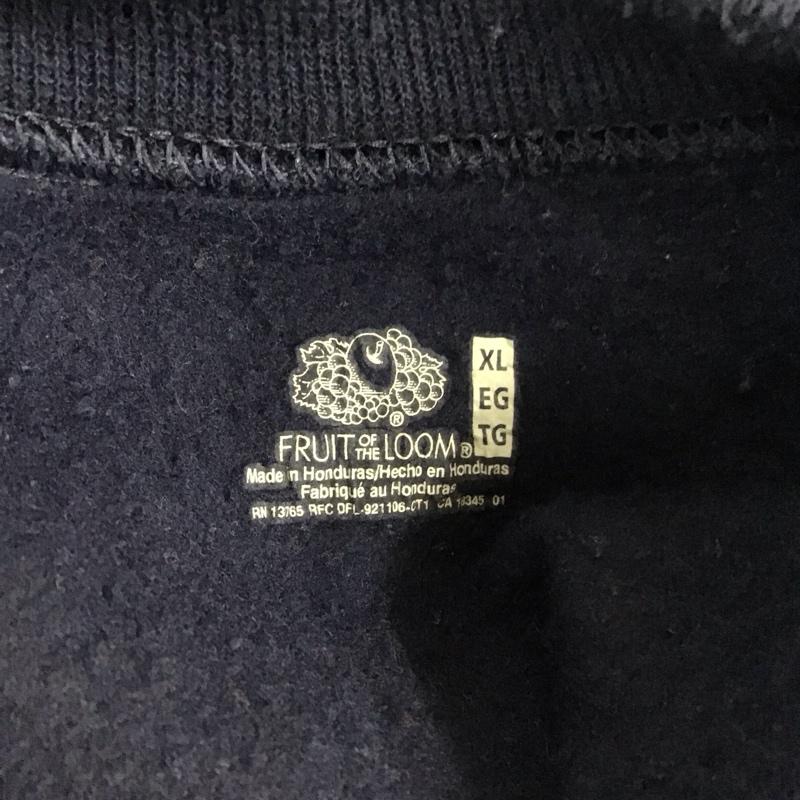 XL
EG
TG
FRUIT OF THE LOOM®
Made n Honduras/Hecho en Honduras
Fabriqué au Honduras
RN 13765 RFC DFL-921106-CT1 CA 18345 01